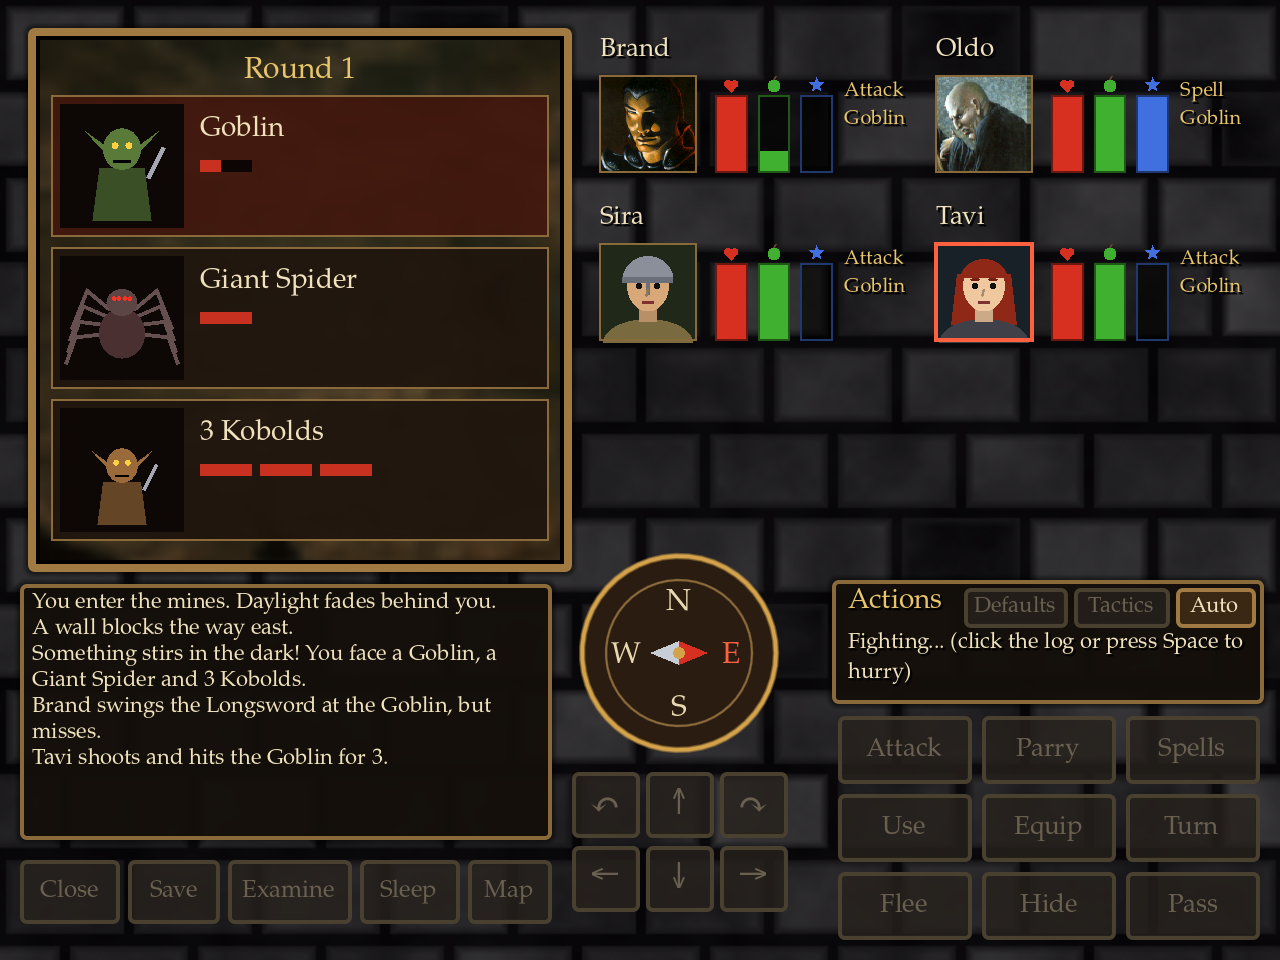 Round 1
Goblin
Giant Spider
3 Kobolds
Brand
Attack
Goblin
Oldo
Spell
Goblin
Sira
Attack
Goblin
Tavi
Attack
Goblin
You enter the mines. Daylight fades behind you.
A wall blocks the way east.
Something stirs in the dark! You face a Goblin, a
Giant Spider and 3 Kobolds.
Brand swings the Longsword at the Goblin, but
misses.
Tavi shoots and hits the Goblin for 3.
N
W E
S
Actions Defaults Tactics Auto
Fighting... (click the log or press Space to
hurry)
Attack Parry Spells
Use Equip Turn
Flee Hide Pass
Close Save Examine Sleep Map